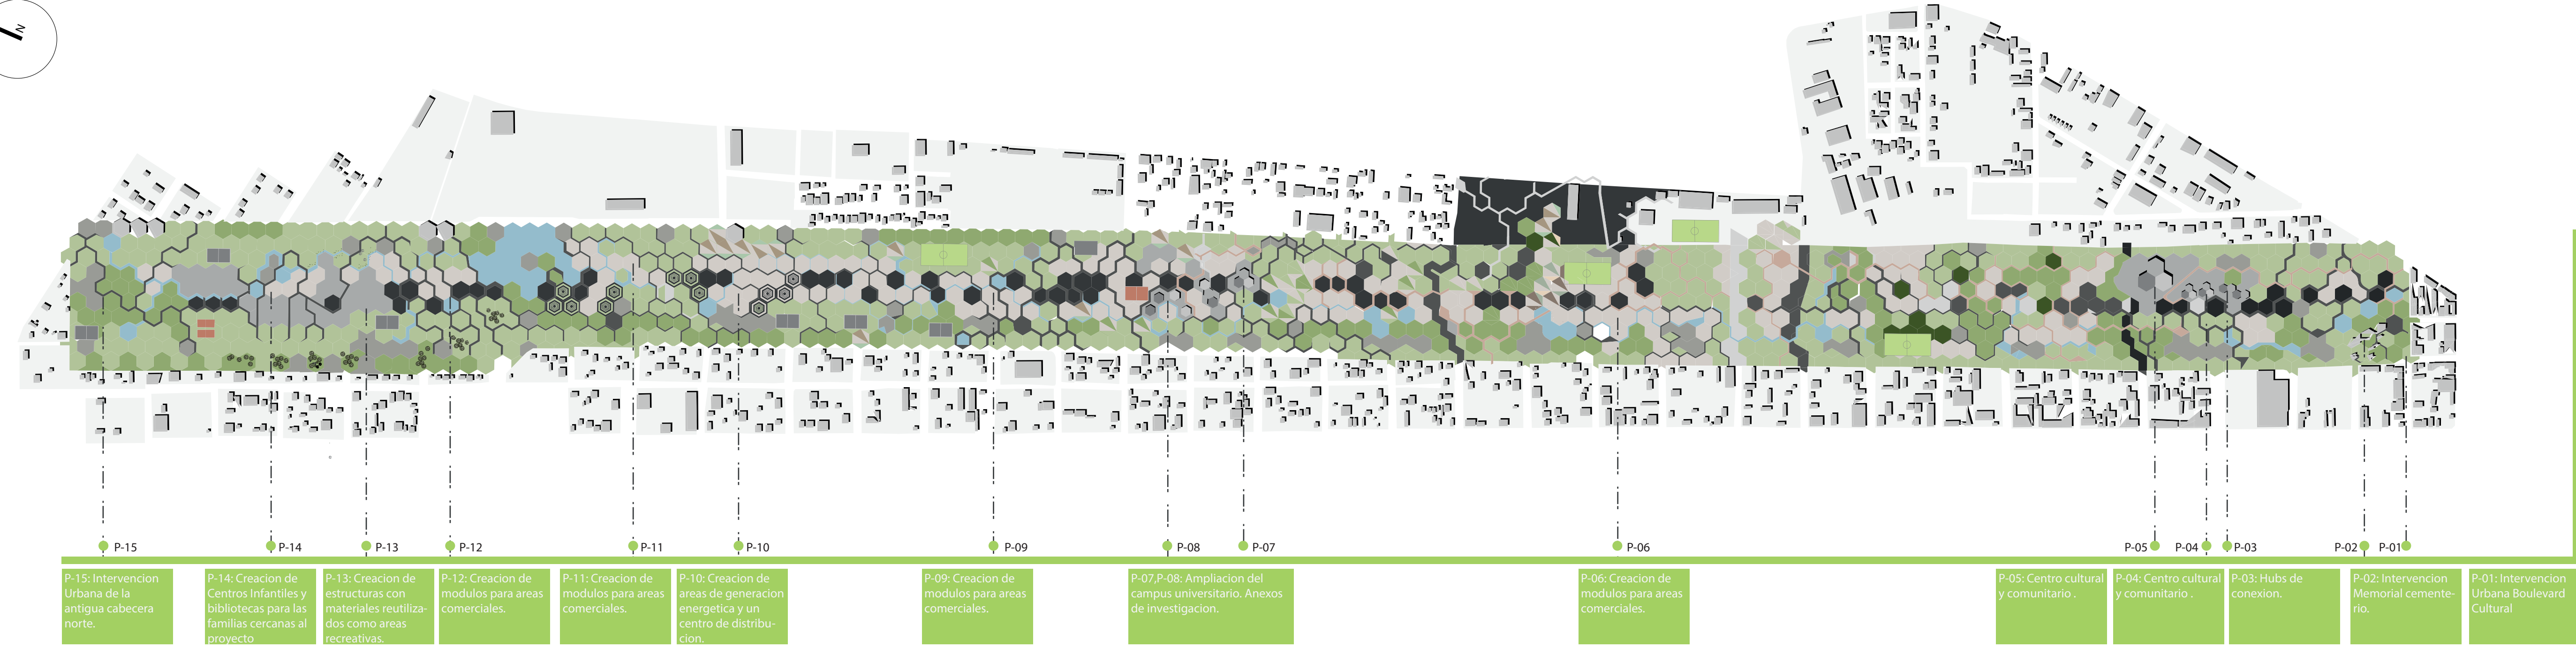 N
P-15
P-14
P-13
P-12
P-11
P-10
P-09
P-08
P-07
P-06
P-05
P-04
P-03
P-02
P-01
P-15: Intervencion
Urbana de la
antigua cabecera
norte.
P-14: Creacion de
Centros Infantiles y
bibliotecas para las
familias cercanas al
proyecto
P-13: Creacion de
estructuras con
materiales reutiliza-
dos como areas
recreativas.
P-12: Creacion de
modulos para areas
comerciales.
P-11: Creacion de
modulos para areas
comerciales.
P-10: Creacion de
areas de generacion
energetica y un
centro de distribu-
cion.
P-09: Creacion de
modulos para areas
comerciales.
P-07,P-08: Ampliacion del
campus universitario. Anexos
de investigacion.
P-06: Creacion de
modulos para areas
comerciales.
P-05: Centro cultural
y comunitario .
P-04: Centro cultural
y comunitario .
P-03: Hubs de
conexion.
P-02: Intervencion
Memorial cemente-
rio.
P-01: Intervencion
Urbana Boulevard
Cultural